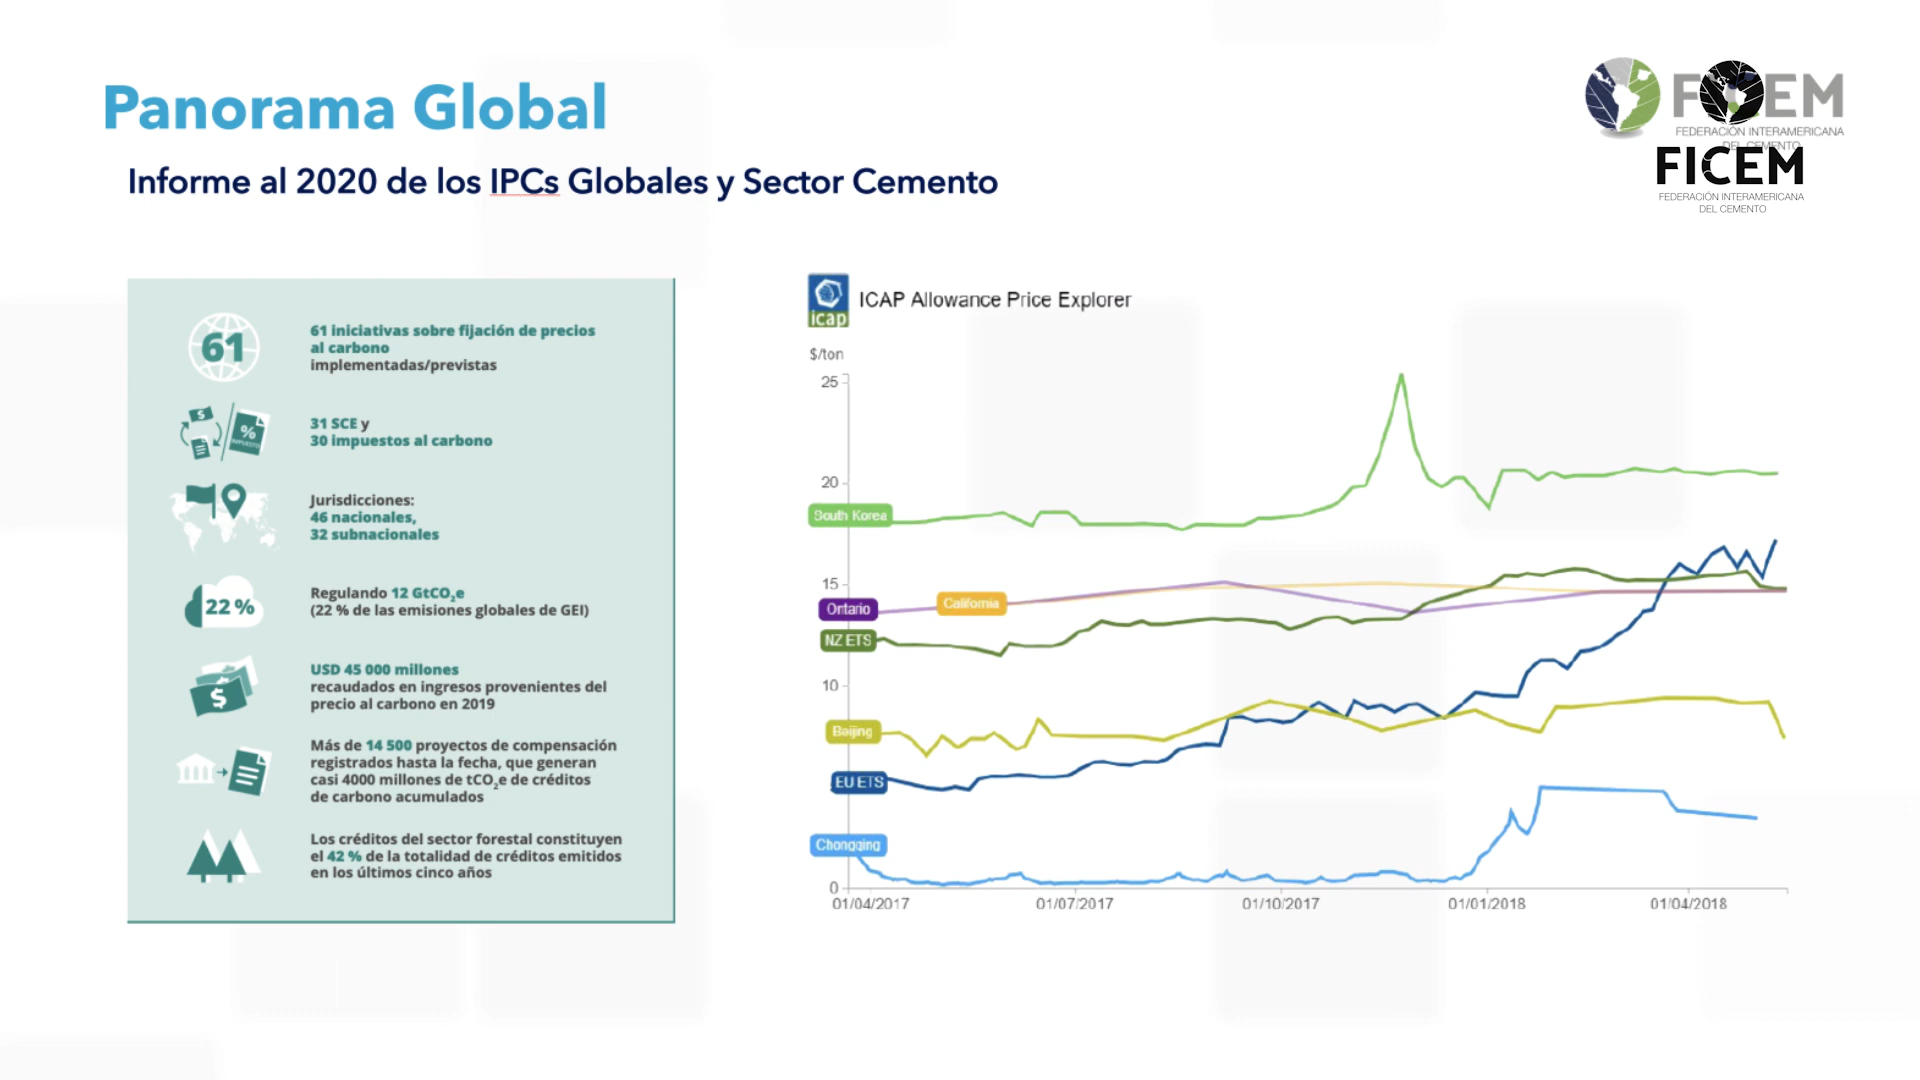 Panorama Global
FICEM
FEDERACIÓN INTERAMERICANA
DEL CEMENTO
FICEM
FEDERACIÓN INTERAMERICANA
DEL CEMENTO
Informe al 2020 de los IPCs Globales y Sector Cemento
61
61 iniciativas sobre fijación de precios
al carbono
implementadas/previstas
$
%
IMPUESTO
31 SCE y
30 impuestos al carbono
Jurisdicciones:
46 nacionales,
32 subnacionales
22 %
Regulando 12 GtCO₂e
(22 % de las emisiones globales de GEI)
$
USD 45 000 millones
recaudados en ingresos provenientes del
precio al carbono en 2019
Más de 14 500 proyectos de compensación
registrados hasta la fecha, que generan
casi 4000 millones de tCO₂e de créditos
de carbono acumulados
Los créditos del sector forestal constituyen
el 42 % de la totalidad de créditos emitidos
en los últimos cinco años
icap
ICAP Allowance Price Explorer
$/ton
25
20
South Korea
15
Ontario
California
NZ ETS
10
Beijing
EU ETS
Chongqing
0
01/04/2017
01/07/2017
01/10/2017
01/01/2018
01/04/2018